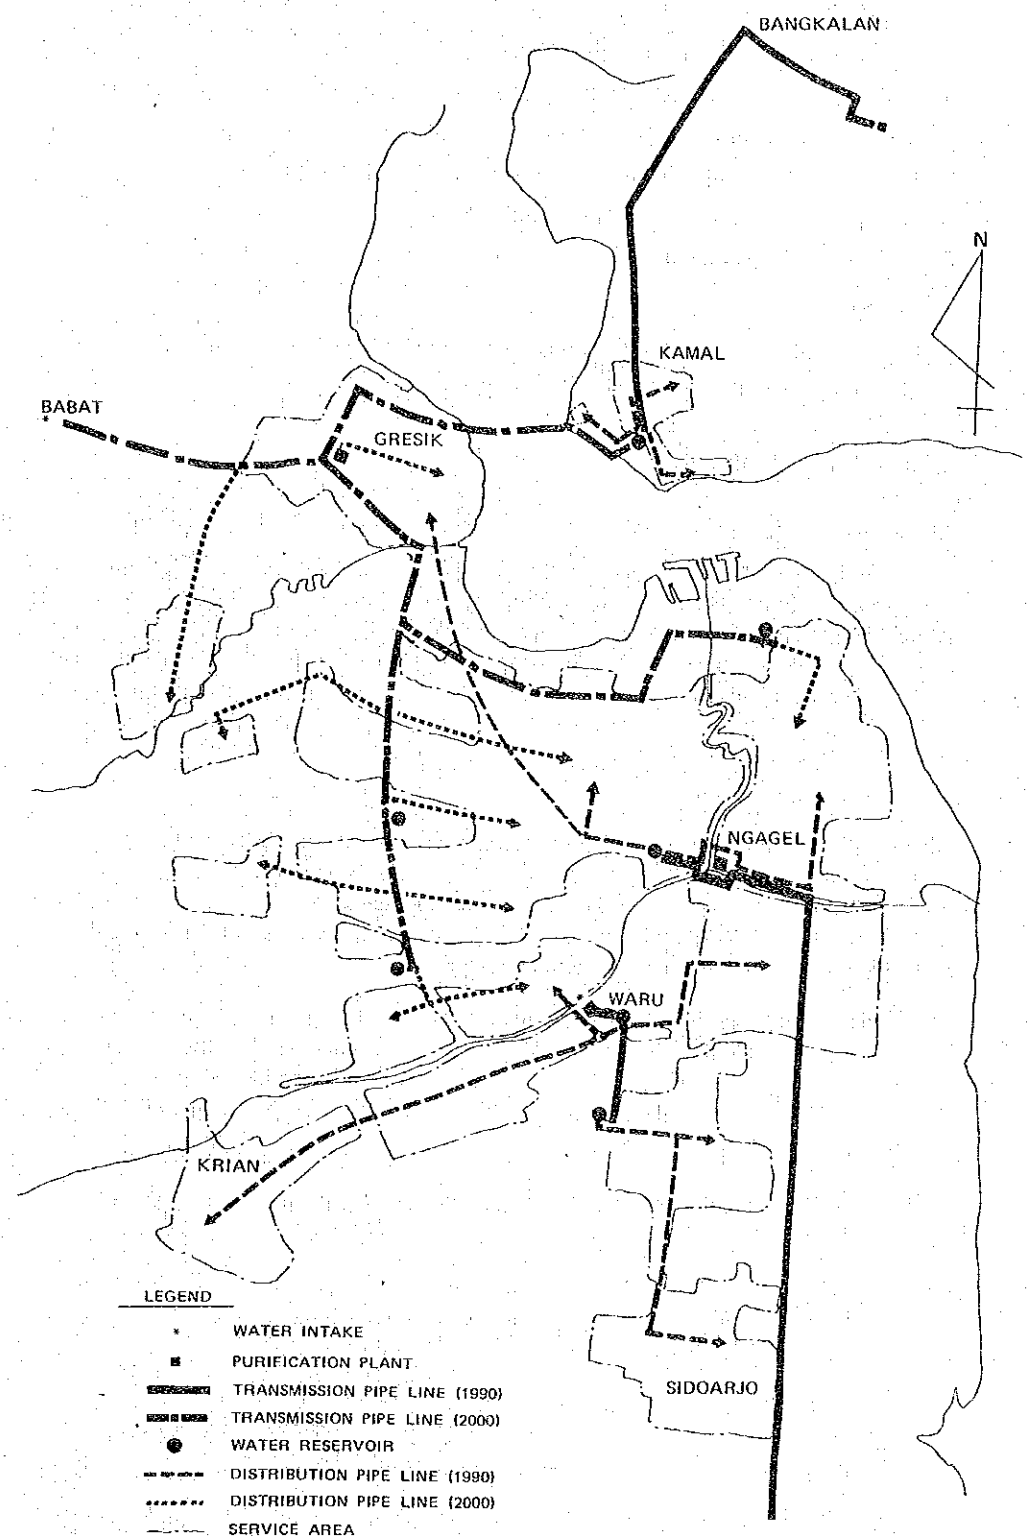 BANGKALAN
N
KAMAL
BABAT
GRESIK
NGAGEL
WARU
KRIAN
SIDOARJO
LEGEND
WATER INTAKE
PURIFICATION PLANT
TRANSMISSION PIPE LINE (1990)
TRANSMISSION PIPE LINE (2000)
WATER RESERVOIR
DISTRIBUTION PIPE LINE (1990)
DISTRIBUTION PIPE LINE (2000)
SERVICE AREA